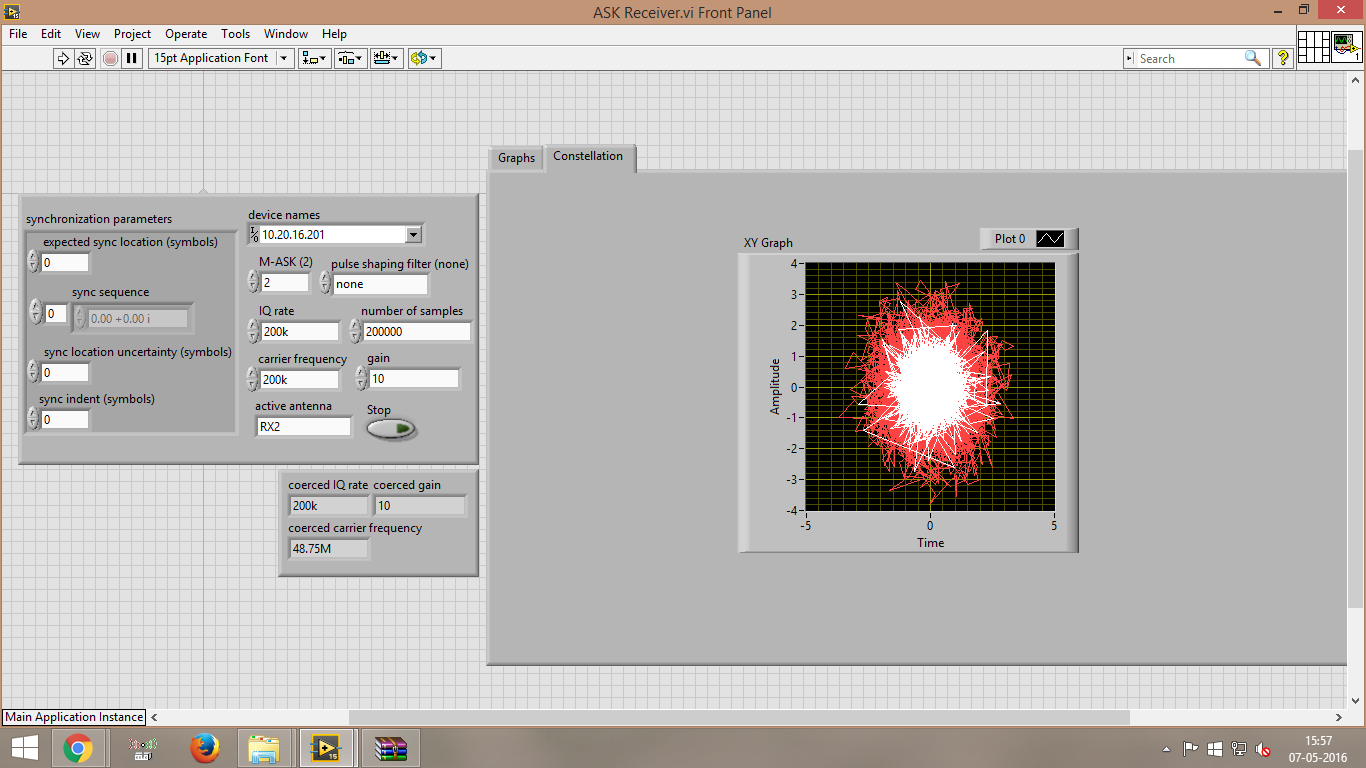 ASK Receiver.vi Front Panel
File Edit View Project Operate Tools Window Help
15pt Application Font
Search
?
1
15
Graphs
Constellation
synchronization parameters
expected sync location (symbols)
0
sync sequence
0
0.00 +0.00 i
sync location uncertainty (symbols)
0
sync indent (symbols)
0
device names
I/0
10.20.16.201
M-ASK (2)
2
pulse shaping filter (none)
none
IQ rate
200k
number of samples
200000
carrier frequency
200k
gain
10
active antenna
RX2
Stop
coerced IQ rate
200k
coerced gain
10
coerced carrier frequency
48.75M
XY Graph
Plot 0
Amplitude
4
3
2
1
0
-1
-2
-3
-4
-5
0
5
Time
Main Application Instance
15
15:57
07-05-2016